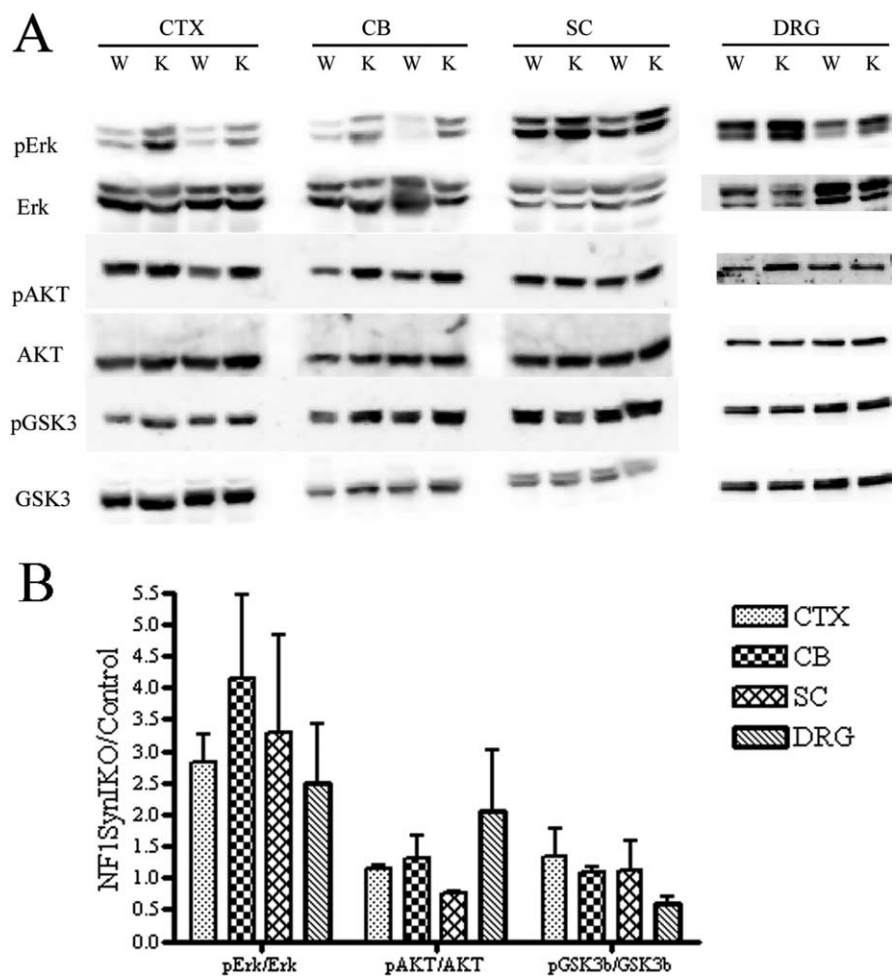 A
CTX CB SC DRG
W K W K W K W K W K W K W K W K
pErk
Erk
pAKT
AKT
pGSK3
GSK3
B
NF1SynIKO/Control
5.5
5.0
4.5
4.0
3.5
3.0
2.5
2.0
1.5
1.0
0.5
0.0
pErk/Erk pAKT/AKT pGSK3b/GSK3b
CTX
CB
SC
DRG